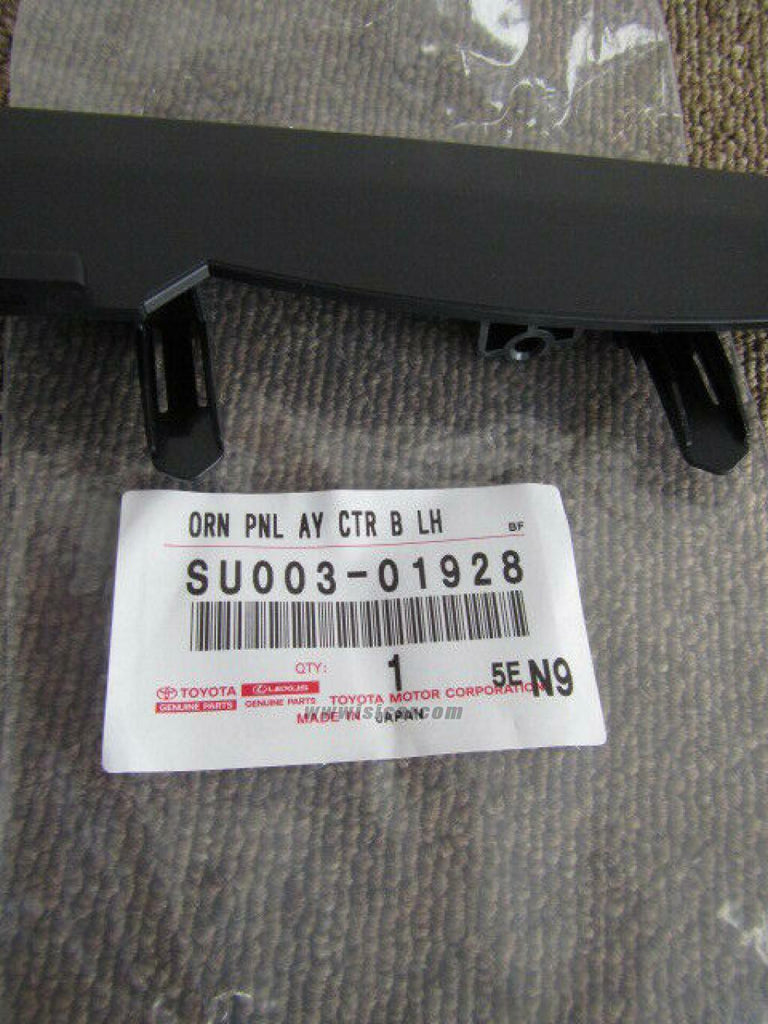 ORN PNL AY CTR B LH BF
SU003-01928
QTY: 1 5E N9
TOYOTA LEXUS
GENUINE PARTS GENUINE PARTS TOYOTA MOTOR CORPORATION
MADE IN JAPAN